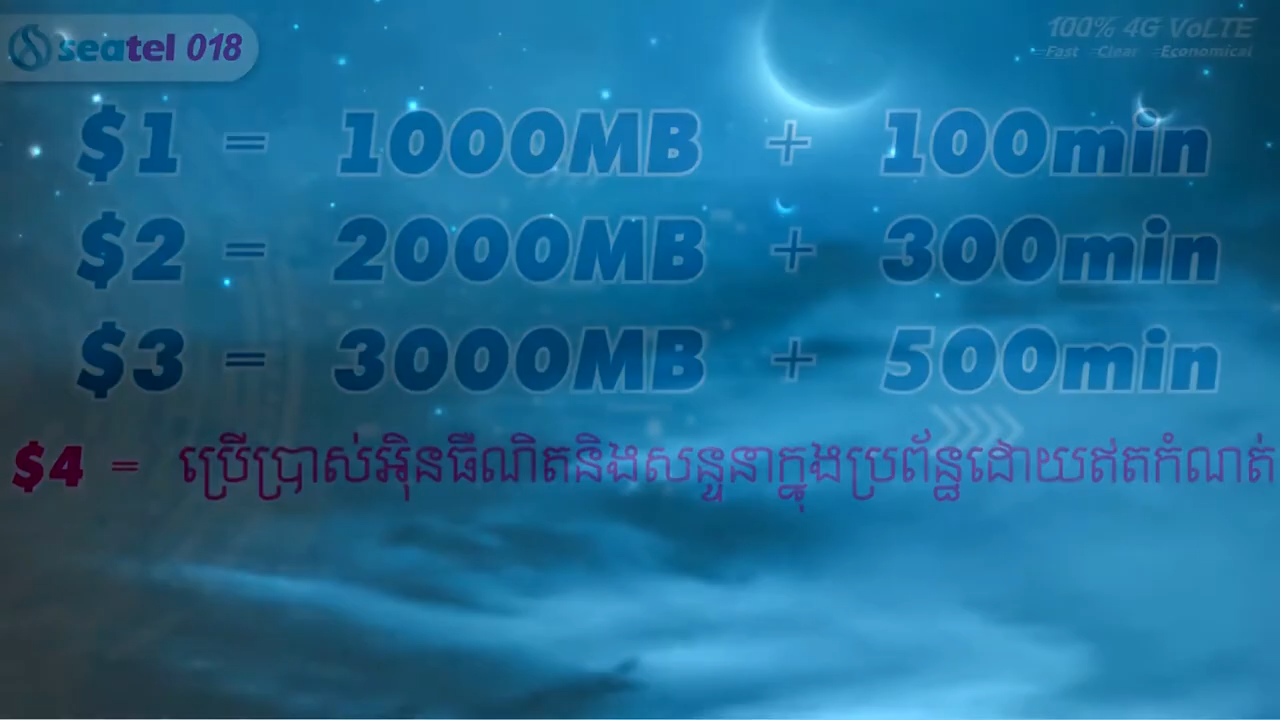 seatel 018
100% 4G VoLTE
Fast Clear Economical
$1 = 1000MB + 100min
$2 = 2000MB + 300min
$3 = 3000MB + 500min
$4 = ប្រើប្រាស់អ៊ិនធឺណិតនិងសន្ទនាក្នុងប្រព័ន្ធដោយឥតកំណត់